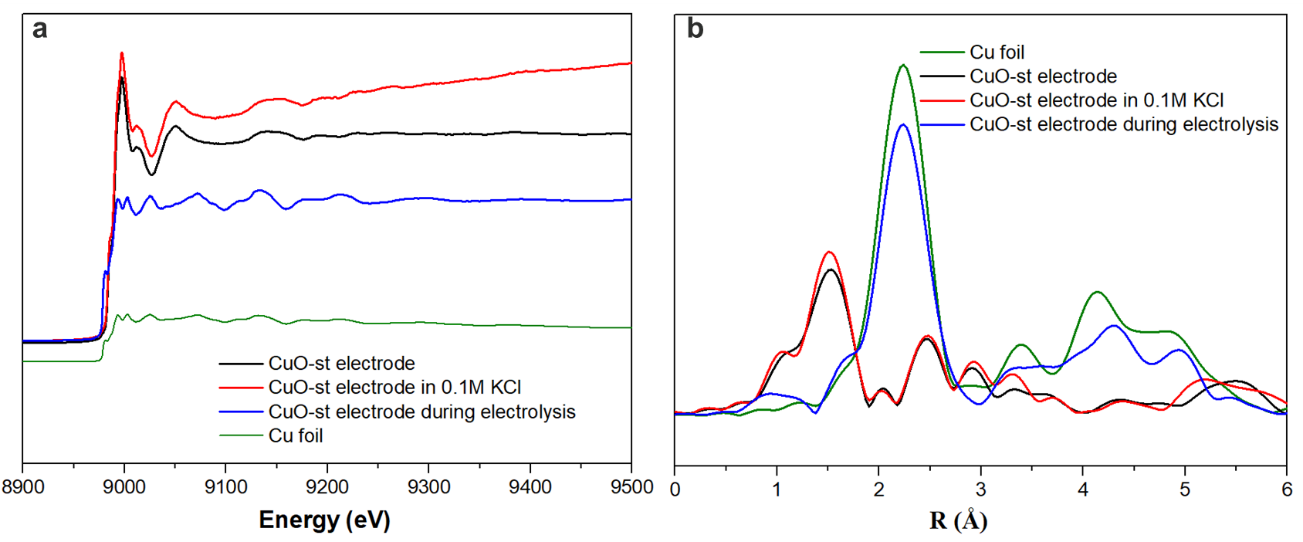 a
CuO-st electrode
CuO-st electrode in 0.1M KCl
CuO-st electrode during electrolysis
Cu foil
8900 9000 9100 9200 9300 9400 9500
Energy (eV)
b
Cu foil
CuO-st electrode
CuO-st electrode in 0.1M KCl
CuO-st electrode during electrolysis
0 1 2 3 4 5 6
R (Å)